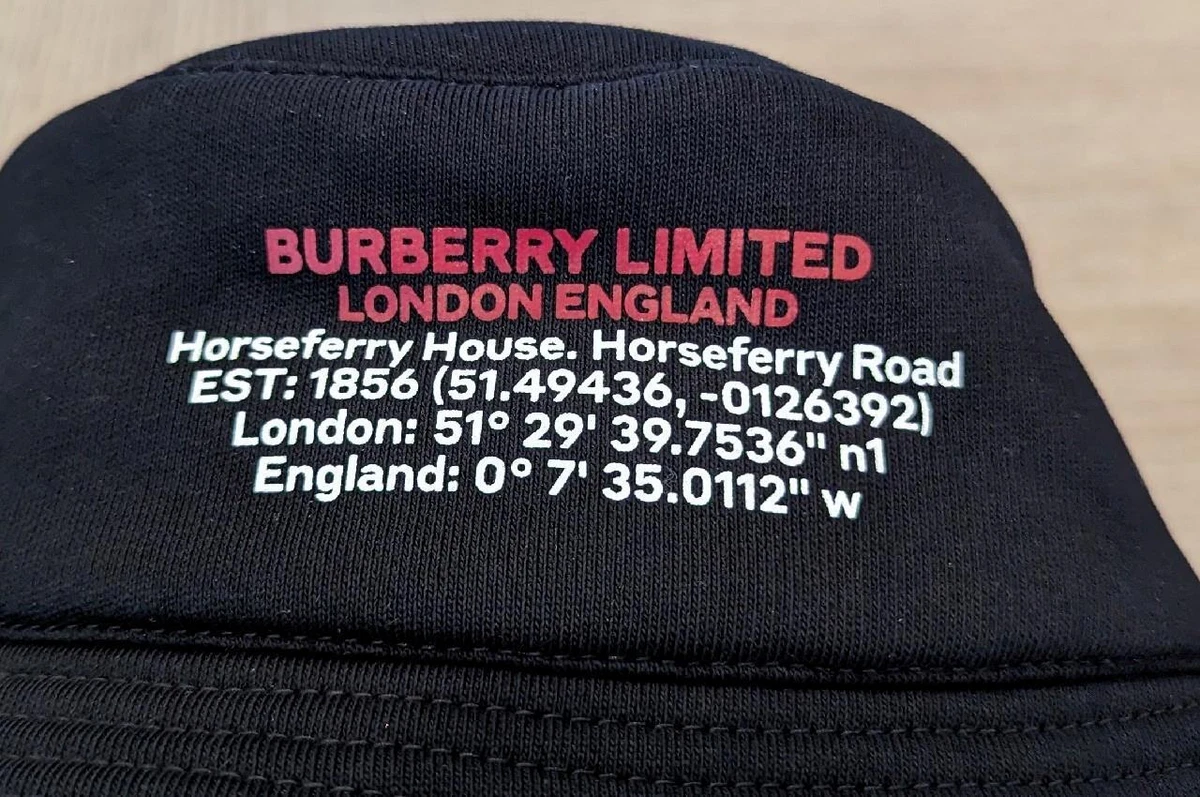 BURBERRY LIMITED
LONDON ENGLAND
Horseferry House. Horseferry Road
EST: 1856 (51.49436, -0126392)
London: 51° 29' 39.7536" n1
England: 0° 7' 35.0112" w